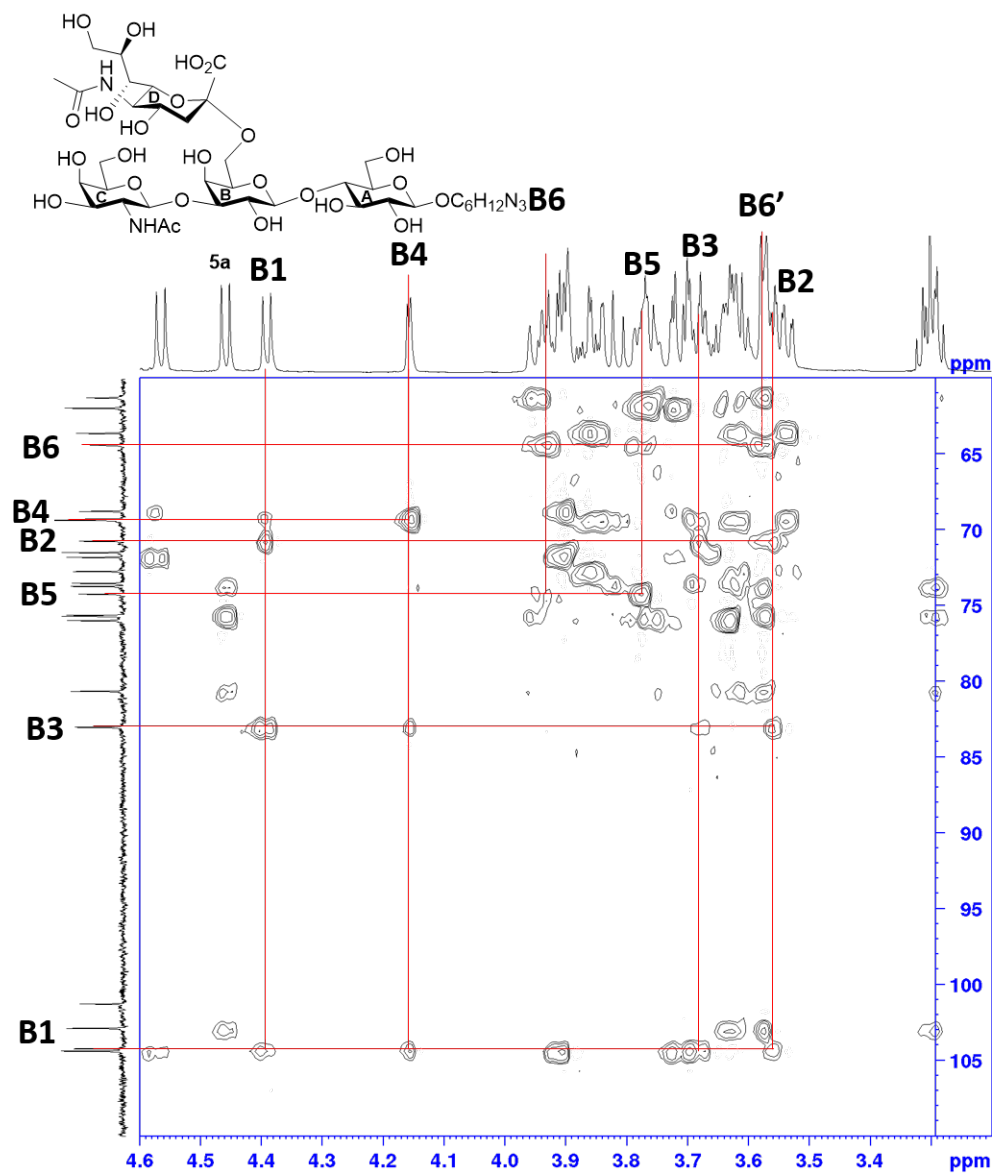 HO OH
H
N
HO₂C
D
O
O
HO
HO
O
HO OH
HO
OH
C
O
HO
NHAc
O
B
O
OH
O
HO
A
O
OH
OC₆H₁₂N₃
B6
B6'
5a
B1
B4
B5
B3
B2
ppm
B6
65
B4
70
B2
B5
75
80
B3
85
90
95
100
B1
105
4.6 4.5 4.4 4.3 4.2 4.1 4.0 3.9 3.8 3.7 3.6 3.5 3.4 ppm